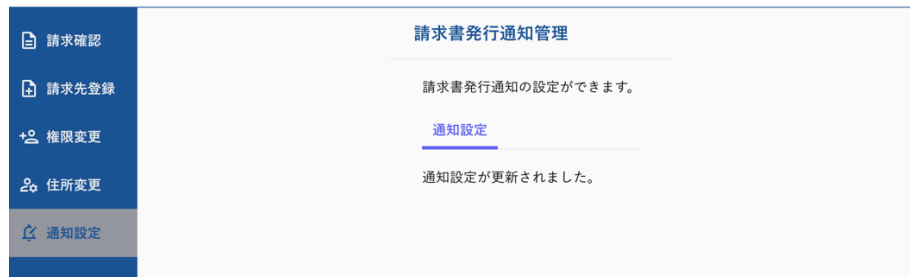 請求確認
請求先登録
権限変更
住所変更
通知設定
請求書発行通知管理
請求書発行通知の設定ができます。
通知設定
通知設定が更新されました。